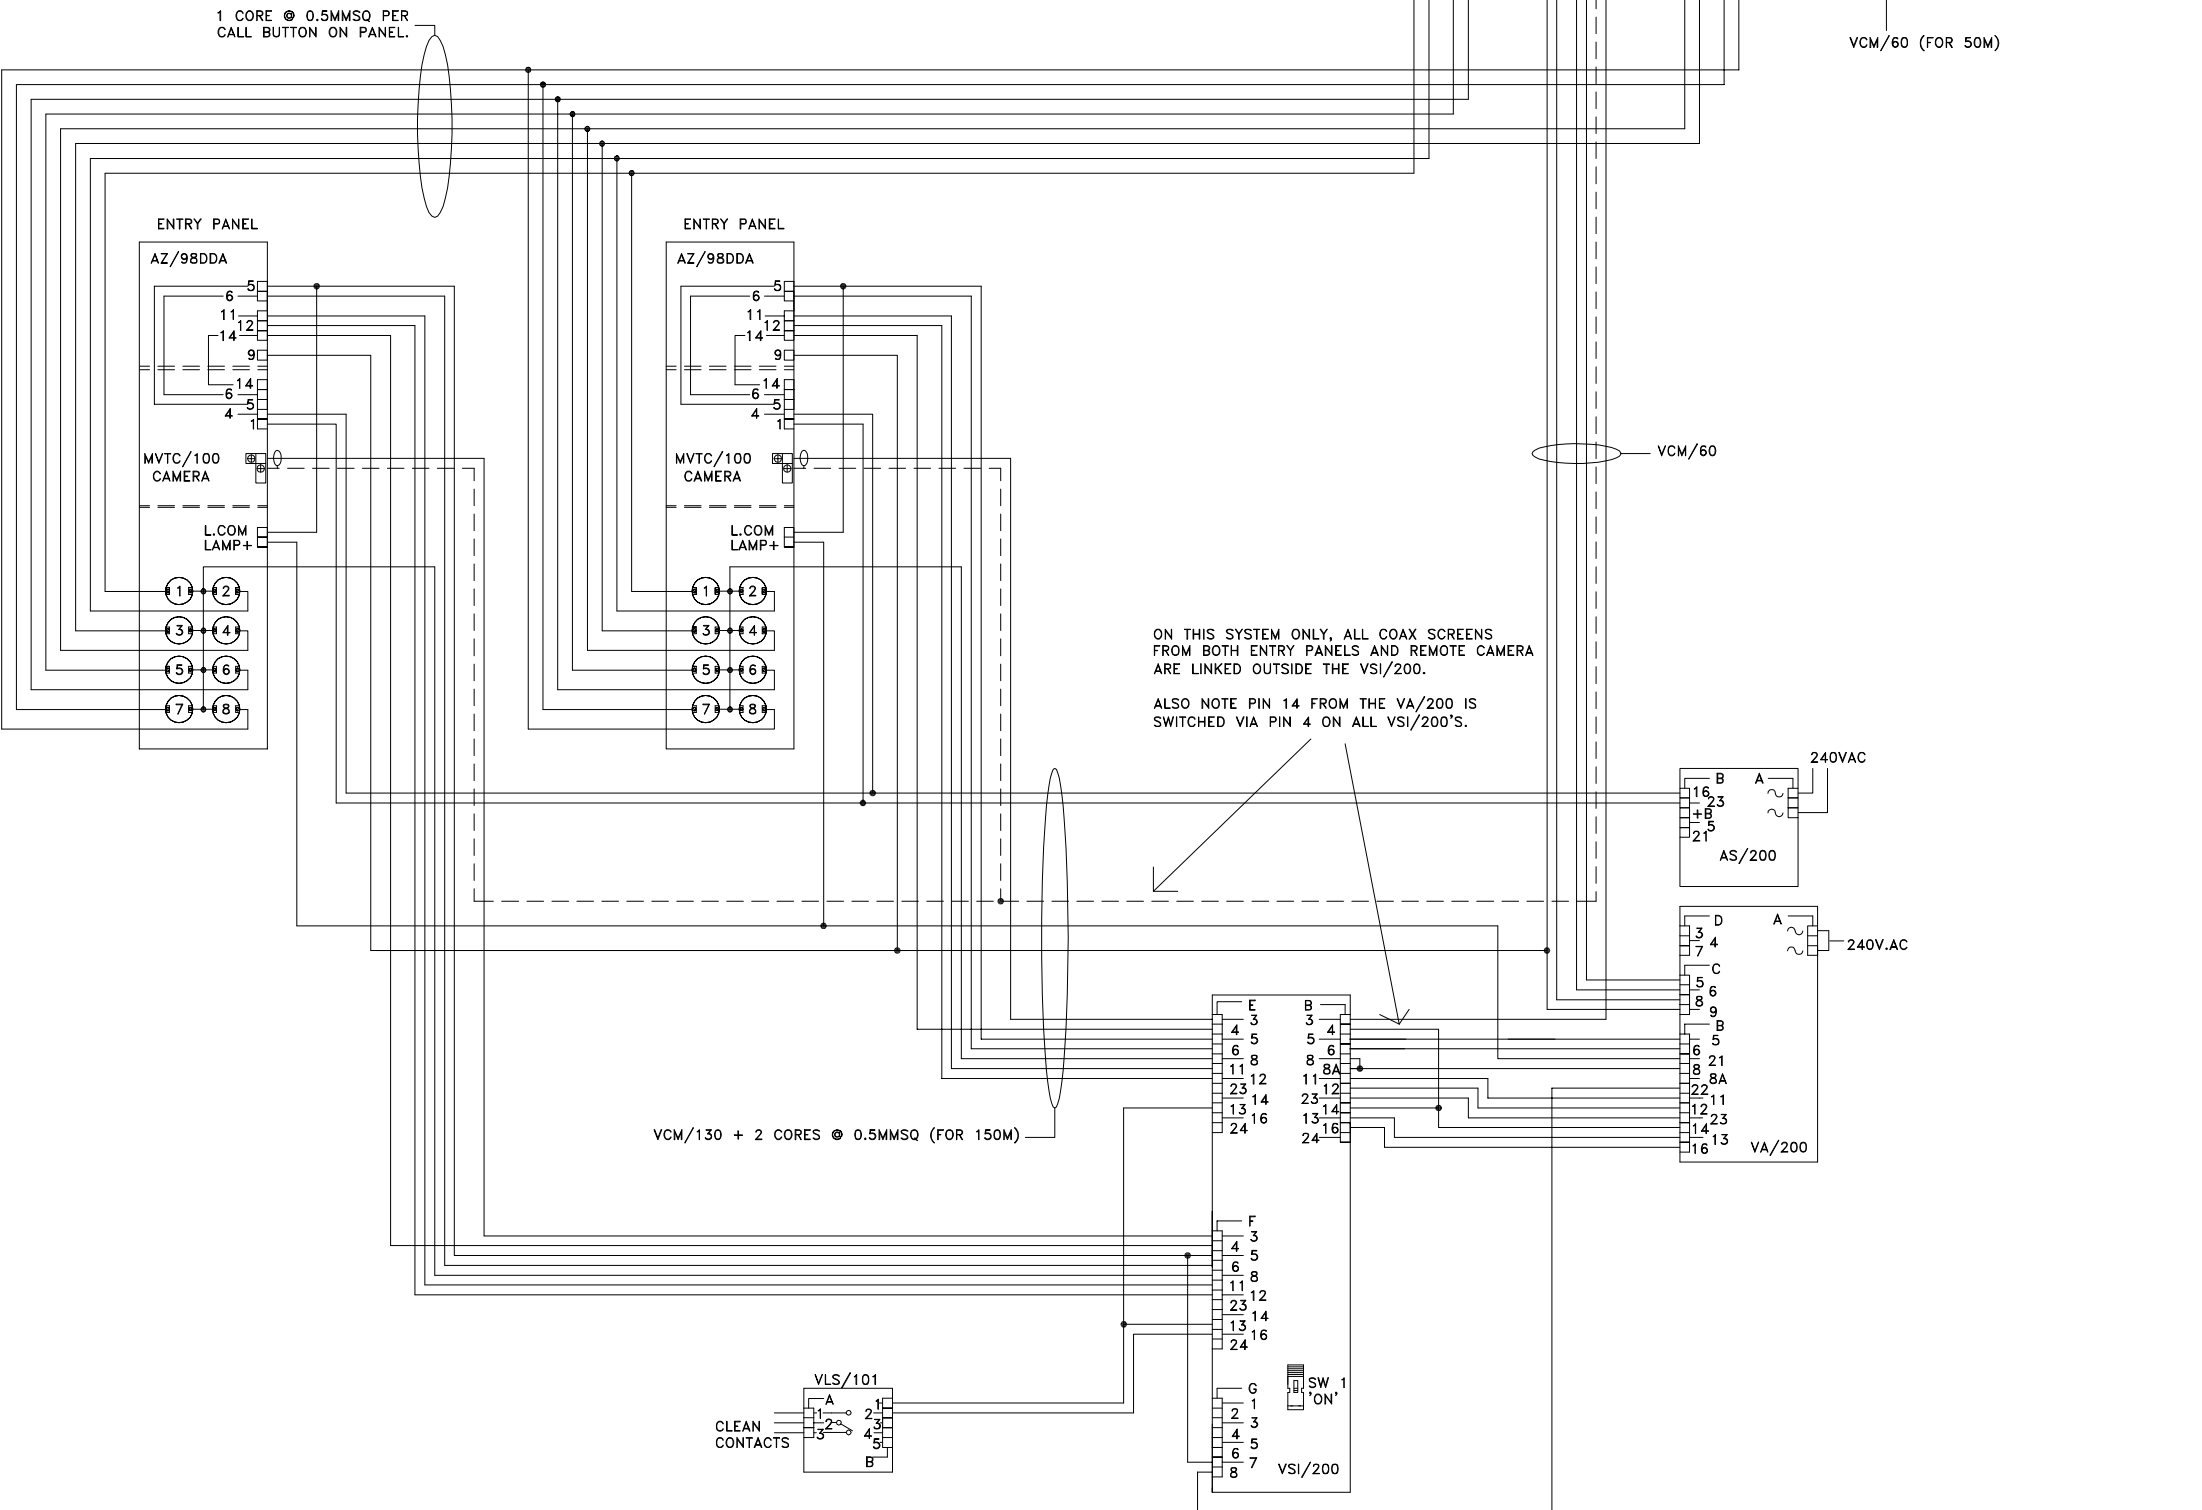 1 CORE @ 0.5MMSQ PER
CALL BUTTON ON PANEL.
VCM/60 (FOR 50M)
ENTRY PANEL
AZ/98DDA
5
6
11
12
14
9
14
6
5
4
1
MVTC/100
CAMERA
L.COM
LAMP+
1 2
3 4
5 6
7 8
ENTRY PANEL
AZ/98DDA
5
6
11
12
14
9
14
6
5
4
1
MVTC/100
CAMERA
L.COM
LAMP+
1 2
3 4
5 6
7 8
VCM/60
ON THIS SYSTEM ONLY, ALL COAX SCREENS
FROM BOTH ENTRY PANELS AND REMOTE CAMERA
ARE LINKED OUTSIDE THE VSI/200.
ALSO NOTE PIN 14 FROM THE VA/200 IS
SWITCHED VIA PIN 4 ON ALL VSI/200'S.
240VAC
B A
16
23
+B
5
21
AS/200
D A
3
4
7
240V.AC
C
5
6
8
9
B
5
6
21
8
8A
22
11
12
23
14
13
16
VA/200
VCM/130 + 2 CORES @ 0.5MMSQ (FOR 150M)
E
3
4
5
6
8
11
12
23
14
13
16
24
B
3
4
5
6
8
8A
11
12
23
14
13
16
24
F
3
4
5
6
8
11
12
23
14
13
16
24
SW 1
'ON'
G
1
2
3
4
5
6
7
8
VSI/200
VLS/101
A
1
2
3
1
2
3
4
5
B
CLEAN
CONTACTS